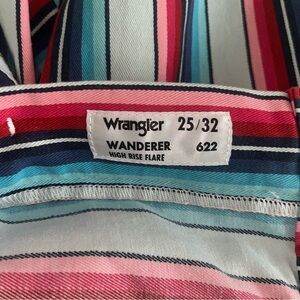 Wrangler 25/32
WANDERER 622
HIGH RISE FLARE